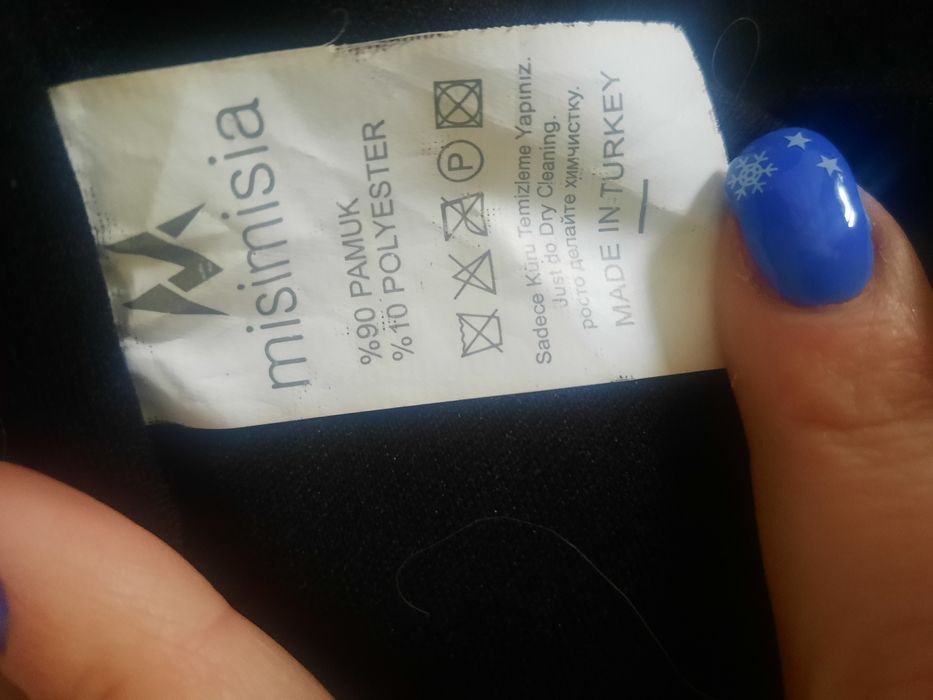 misimisia
%90 PAMUK
%10 POLYESTER
P
Sadece Kuru Temizleme Yapınız.
Just do Dry Cleaning.
росто делайте химчистку.
MADE IN TURKEY